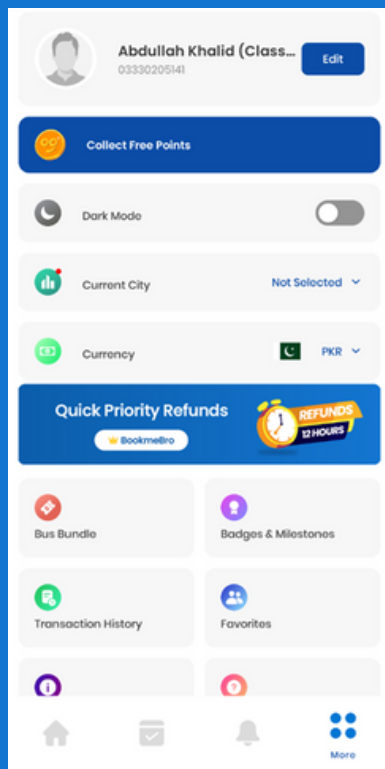 Abdullah Khalid (Class...
Edit
03330205141
Collect Free Points
Dark Mode
Current City
Not Selected
Currency
PKR
Quick Priority Refunds
BookmeBro
REFUNDS
12 HOURS
Bus Bundle
Badges & Milestones
Transaction History
Favorites
More